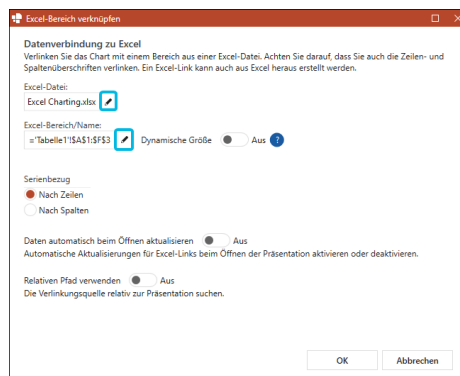 Excel-Bereich verknüpfen
Datenverbindung zu Excel
Verlinken Sie das Chart mit einem Bereich aus einer Excel-Datei. Achten Sie darauf, dass Sie auch die Zeilen- und
Spaltenüberschriften verlinken. Ein Excel-Link kann auch aus Excel heraus erstellt werden.
Excel-Datei:
Excel Charting.xlsx
Excel-Bereich/Name:
='Tabelle1'!$A$1:$F$3 Dynamische Größe Aus ?
Serienbezug
Nach Zeilen
Nach Spalten
Daten automatisch beim Öffnen aktualisieren Aus
Automatische Aktualisierungen für Excel-Links beim Öffnen der Präsentation aktivieren oder deaktivieren.
Relativen Pfad verwenden Aus
Die Verlinkungsquelle relativ zur Präsentation suchen.
OK Abbrechen